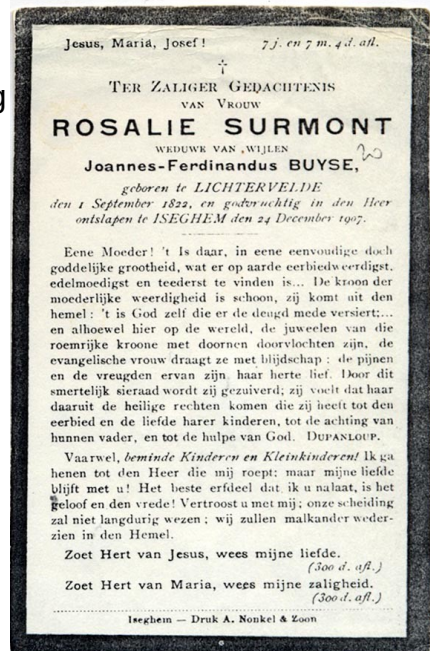 Jesus, Maria, Josef! 7 j. en 7 m. 4 d. afl.
TER ZALIGER GEDACHTENIS
VAN VROUW
ROSALIE SURMONT
WEDUWE VAN WIJLEN
Joannes-Ferdinandus BUYSE,
geboren te LICHTERVELDE
den 1 September 1822, en godvruchtig in den Heer
ontslapen te ISEGHEM den 24 December 1907.
Eene Moeder! 't Is daar, in eene eenvoudige doch
goddelijke grootheid, wat er op aarde eerbiedweerdigst,
edelmoedigst en teederst te vinden is... De kroon der
moederlijke weerdigheid is schoon, zij komt uit den
hemel: 't is God zelf die er de deugd mede versiert;...
en alhoewel hier op de wereld, de juweelen van die
roemrijke kroone met doornen doorvlochten zijn, de
evangelische vrouw draagt ze met blijdschap: de pijnen
en de vreugden ervan zijn haar herte lief. Door dit
smertelijk sieraad wordt zij gezuiverd; zij voelt dat haar
daaruit de heilige rechten komen die zij heeft tot den
eerbied en de liefde harer kinderen, tot de achting van
hunnen vader, en tot de hulpe van God. DUPANLOUP.
Vaarwel, beminde Kinderen en Kleinkinderen! Ik ga
henen tot den Heer die mij roept; maar mijne liefde
blijft met u! Het beste erfdeel dat ik u nalaat, is het
geloof en den vrede! Vertroost u met mij; onze scheiding
zal niet langdurig wezen; wij zullen malkander weder-
zien in den Hemel.
Zoet Hert van Jesus, wees mijne liefde.
(300 d. afl.)
Zoet Hert van Maria, wees mijne zaligheid.
(300 d. afl.)
Iseghem — Druk A. Nonkel & Zoon